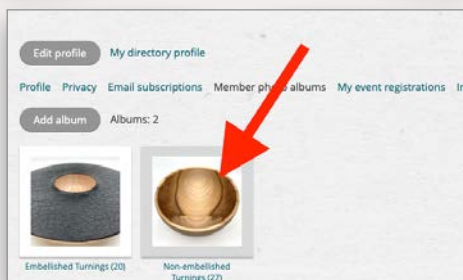 Edit profile My directory profile
Profile Privacy Email subscriptions Member photo albums My event registrations
Add album Albums: 2
Embellished Turnings (20) Non-embellished
Turnings (27)